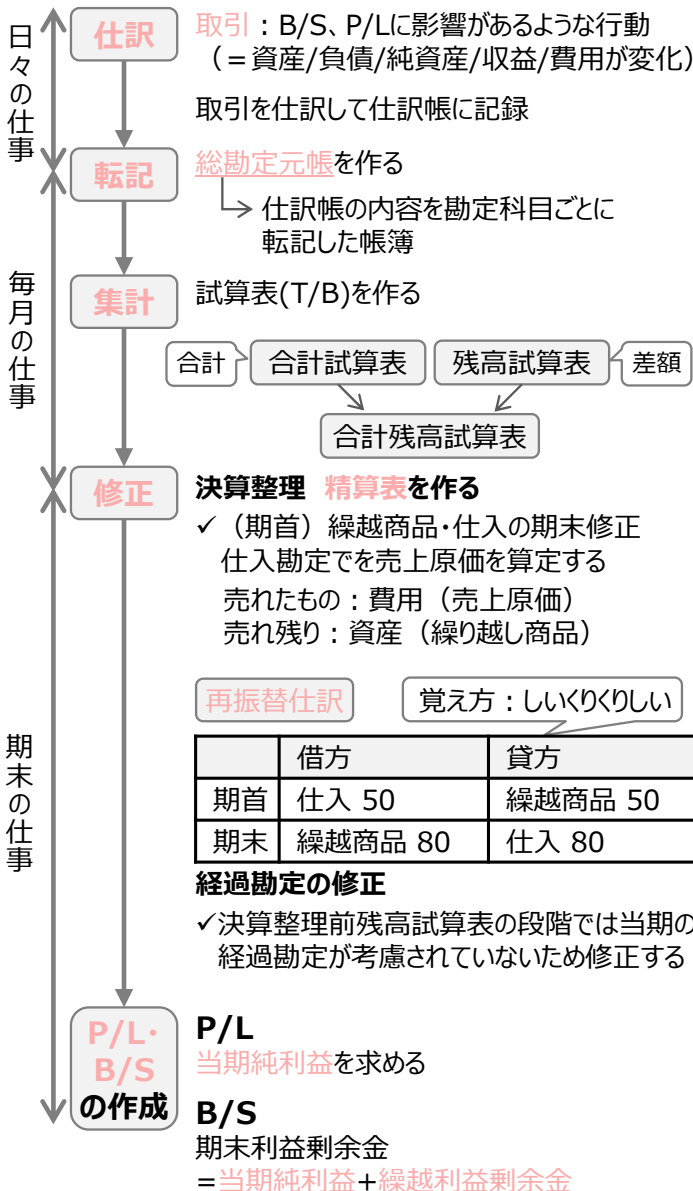 日々の仕事
仕訳
取引：B/S、P/Lに影響があるような行動
（＝資産/負債/純資産/収益/費用が変化）
取引を仕訳して仕訳帳に記録
転記
総勘定元帳を作る
仕訳帳の内容を勘定科目ごとに
転記した帳簿
毎月の仕事
集計
試算表(T/B)を作る
合計 合計試算表 残高試算表 差額
合計残高試算表
修正
決算整理 精算表を作る
✓（期首）繰越商品・仕入の期末修正
仕入勘定でを売上原価を算定する
売れたもの：費用（売上原価）
売れ残り：資産（繰り越し商品）
再振替仕訳 覚え方：しいくりくりしい
借方 貸方
期首 仕入 50 繰越商品 50
期末 繰越商品 80 仕入 80
期末の仕事
経過勘定の修正
✓決算整理前残高試算表の段階では当期の
経過勘定が考慮されていないため修正する
P/L・
B/S
の作成
P/L
当期純利益を求める
B/S
期末利益剰余金
＝当期純利益+繰越利益剰余金